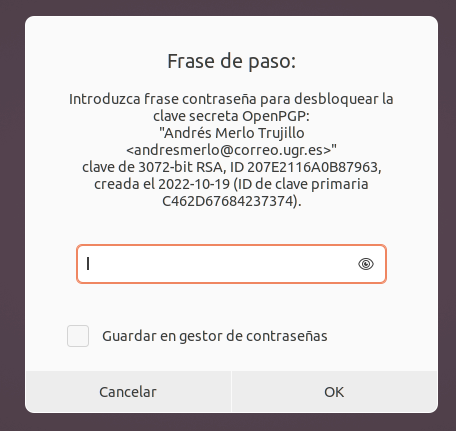 Frase de paso:
Introduzca frase contraseña para desbloquear la
clave secreta OpenPGP:
"Andrés Merlo Trujillo
<andresmerlo@correo.ugr.es>"
clave de 3072-bit RSA, ID 207E2116A0B87963,
creada el 2022-10-19 (ID de clave primaria
C462D67684237374).
Guardar en gestor de contraseñas
Cancelar
OK